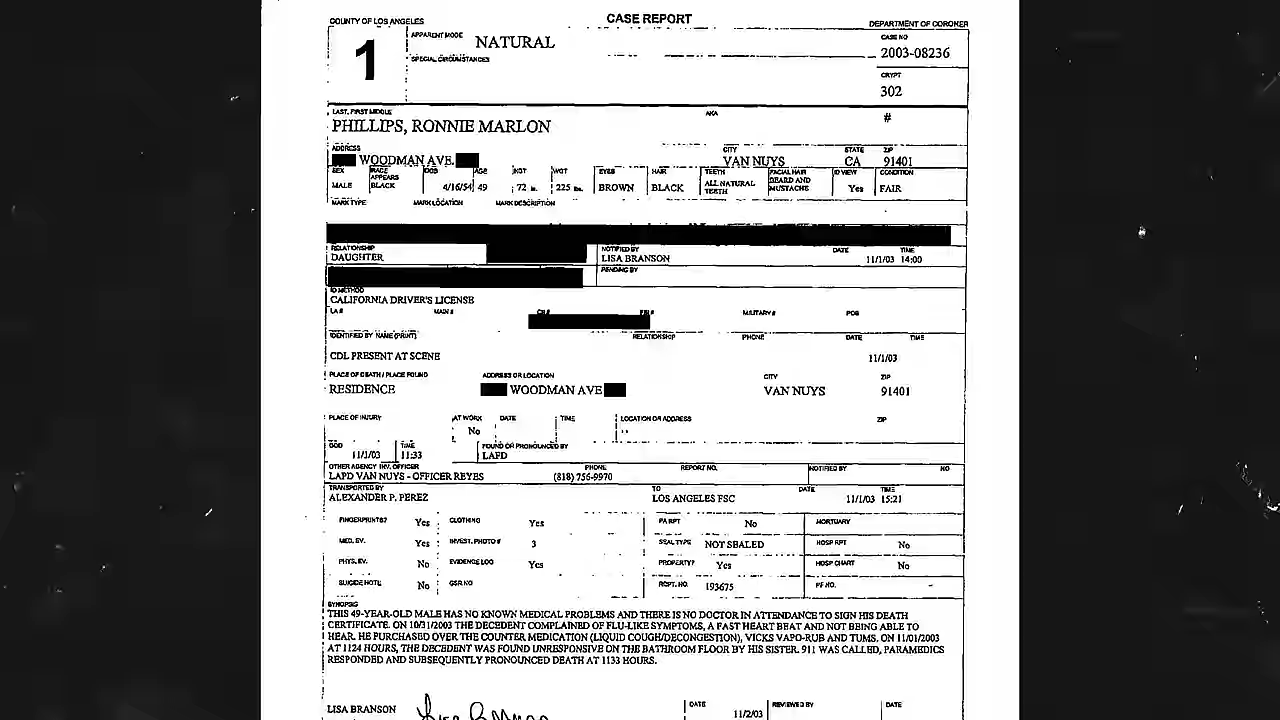 CASE REPORT
COUNTY OF LOS ANGELES
DEPARTMENT OF CORONER
1
APPARENT MODE
NATURAL
CASE NO
2003-08236
SPECIAL CIRCUMSTANCES
CRYPT
302
LAST, FIRST MIDDLE
AKA
#
PHILLIPS, RONNIE MARLON
ADDRESS
CITY STATE ZIP
WOODMAN AVE. VAN NUYS CA 91401
SEX RACE DOB AGE HGT WGT EYES HAIR TEETH FACIAL HAIR ID VIEW CONDITION
MALE APPEARS BLACK 4/16/54 49 72 in. 225 lbs. BROWN BLACK ALL NATURAL TEETH BEARD AND MUSTACHE Yes FAIR
MARK TYPE MARK LOCATION MARK DESCRIPTION
RELATIONSHIP NOTIFIED BY DATE TIME
DAUGHTER LISA BRANSON 11/1/03 14:00
PENDING BY
ID METHOD
CALIFORNIA DRIVER'S LICENSE
LA # MAIN # CII # FBI # MILITARY # POB
IDENTIFIED BY NAME (PRINT) RELATIONSHIP PHONE DATE TIME
CDL PRESENT AT SCENE 11/1/03
PLACE OF DEATH / PLACE FOUND ADDRESS OR LOCATION CITY ZIP
RESIDENCE WOODMAN AVE VAN NUYS 91401
PLACE OF INJURY AT WORK DATE TIME LOCATION OR ADDRESS ZIP
No
DOD TIME FOUND OR PRONOUNCED BY
11/1/03 11:33 LAPD
OTHER AGENCY INV. OFFICER PHONE REPORT NO. NOTIFIED BY NO
LAPD VAN NUYS - OFFICER REYES (818) 756-9970
TRANSPORTED BY TO DATE TIME
ALEXANDER P. PEREZ LOS ANGELES FSC 11/1/03 15:21
FINGERPRINTS? Yes CLOTHING Yes PA RPT No MORTUARY
MED. EV. Yes INVEST. PHOTO # 3 SEAL TYPE NOT SEALED HOSP RPT No
PHYS. EV. No EVIDENCE LOG Yes PROPERTY? Yes HOSP CHART No
SUICIDE NOTE No GSR NO RCPT. NO. 193675 PF NO. -
SYNOPSIS
THIS 49-YEAR-OLD MALE HAS NO KNOWN MEDICAL PROBLEMS AND THERE IS NO DOCTOR IN ATTENDANCE TO SIGN HIS DEATH
CERTIFICATE. ON 10/31/2003 THE DECEDENT COMPLAINED OF FLU-LIKE SYMPTOMS, A FAST HEART BEAT AND NOT BEING ABLE TO
HEAR. HE PURCHASED OVER THE COUNTER MEDICATION (LIQUID COUGH/DECONGESTION), VICKS VAPO-RUB AND TUMS. ON 11/01/2003
AT 1124 HOURS, THE DECEDENT WAS FOUND UNRESPONSIVE ON THE BATHROOM FLOOR BY HIS SISTER. 911 WAS CALLED, PARAMEDICS
RESPONDED AND SUBSEQUENTLY PRONOUNCED DEATH AT 1133 HOURS.
LISA BRANSON DATE REVIEWED BY DATE
11/2/03